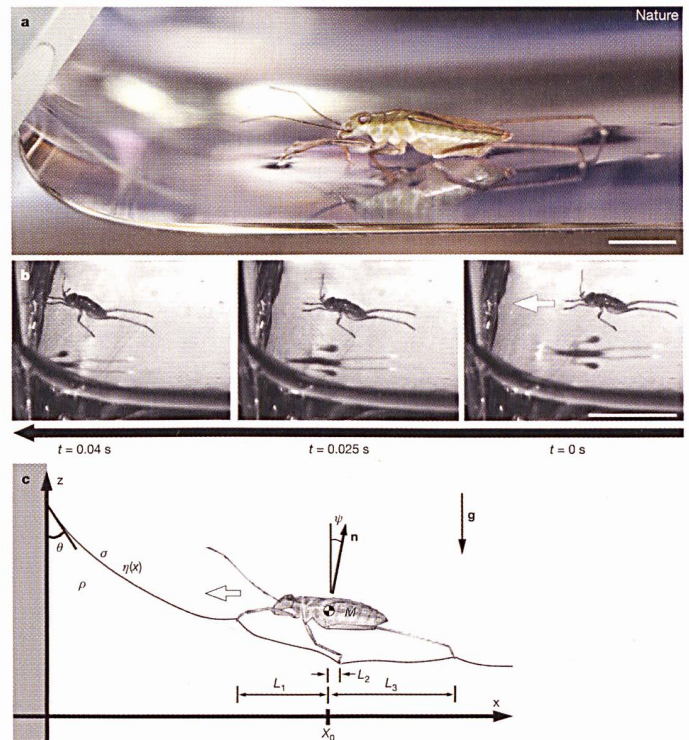 a
Nature
b
t = 0.04 s
t = 0.025 s
t = 0 s
c
z
ψ
n
g
θ
σ
η(x)
ρ
M
L₂
L₁
L₃
x
X₀